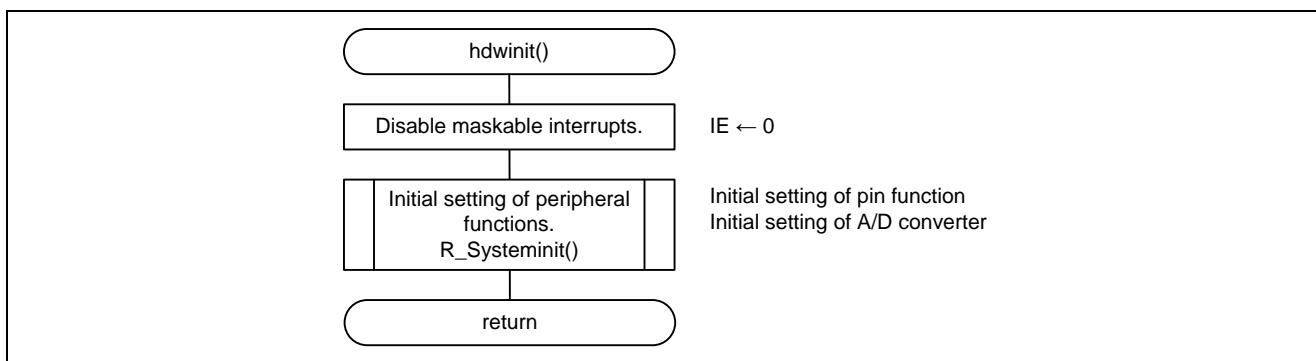 hdwinit()
Disable maskable interrupts.
IE ← 0
Initial setting of peripheral
functions.
R_Systeminit()
Initial setting of pin function
Initial setting of A/D converter
return